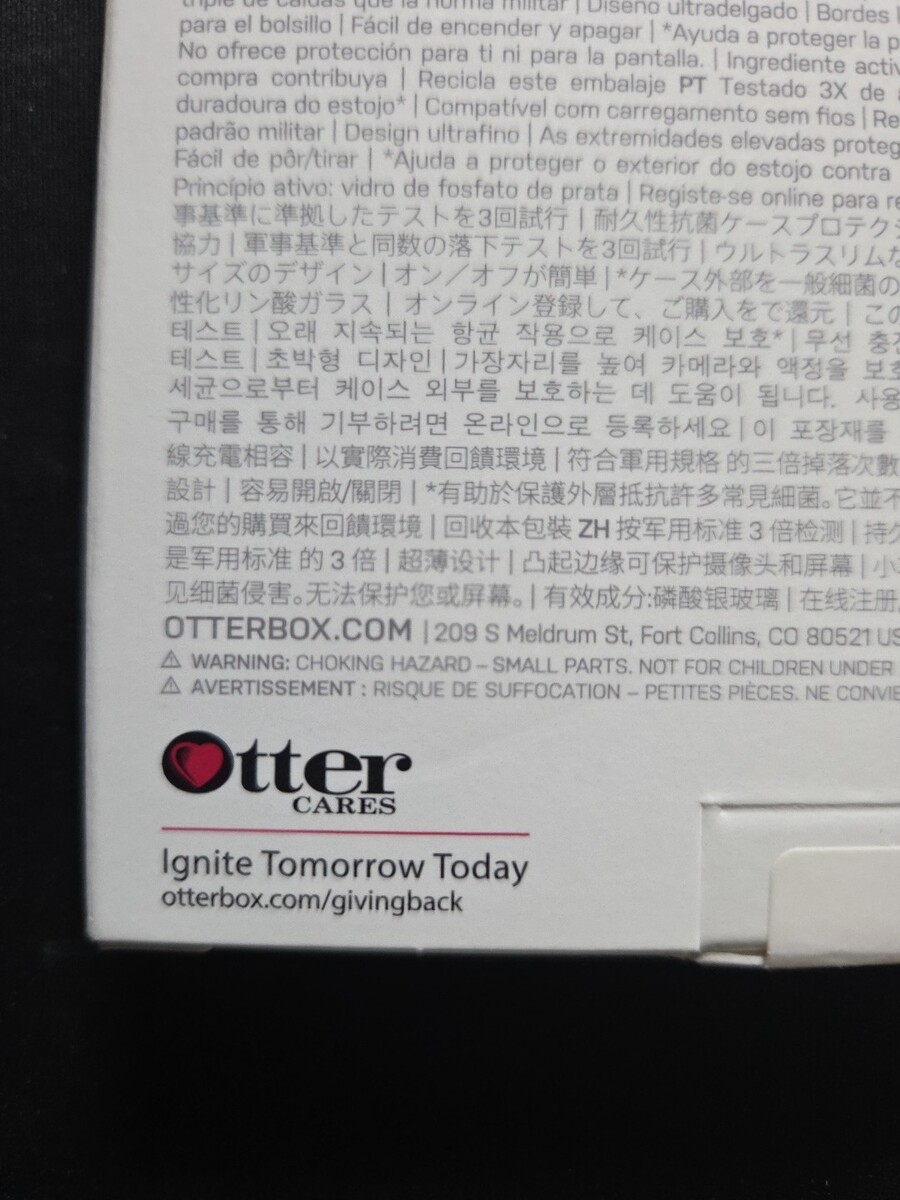 triple de caídas que la norma militar | Diseño ultradelgado | Bordes
para el bolsillo | Fácil de encender y apagar | *Ayuda a proteger la
No ofrece protección para ti ni para la pantalla. | Ingrediente
compra contribuya | Recicla este embalaje PT Testado 3X de
duradoura do estojo* | Compatível com carregamento sem fios |
padrão militar | Design ultrafino | As extremidades elevadas
Fácil de pôr/tirar | *Ajuda a proteger o exterior do estojo contra
Princípio ativo: vidro de fosfato de prata | Registe-se online para
事基準に準拠したテストを3回試行 | 耐久性抗菌ケースプロテク
協力 | 軍事基準と同数の落下テストを3回試行 | ウルトラスリムな
サイズのデザイン | オン／オフが簡単 | *ケース外部を一般細菌の
性化リン酸ガラス | オンライン登録して、ご購入をで還元 | この
테스트 | 오래 지속되는 항균 작용으로 케이스 보호* | 무선 충전
테스트 | 초박형 디자인 | 가장자리를 높여 카메라와 액정을 보호
세균으로부터 케이스 외부를 보호하는 데 도움이 됩니다. 사용
구매를 통해 기부하려면 온라인으로 등록하세요 | 이 포장재를
線充電相容 | 以實際消費回饋環境 | 符合軍用規格 的三倍掉落次數
設計 | 容易開啟/關閉 | *有助於保護外層抵抗許多常見細菌。它並不
過您的購買來回饋環境 | 回收本包裝 ZH 按军用标准 3 倍检测 | 持久
是军用标准 的 3 倍 | 超薄设计 | 凸起边缘可保护摄像头和屏幕 | 小
见细菌侵害。无法保护您或屏幕。 | 有效成分:磷酸银玻璃 | 在线注册
OTTERBOX.COM | 209 S Meldrum St, Fort Collins, CO 80521 US
⚠ WARNING: CHOKING HAZARD – SMALL PARTS. NOT FOR CHILDREN UNDER
⚠ AVERTISSEMENT : RISQUE DE SUFFOCATION – PETITES PIÈCES. NE
Otter
CARES
Ignite Tomorrow Today
otterbox.com/givingback